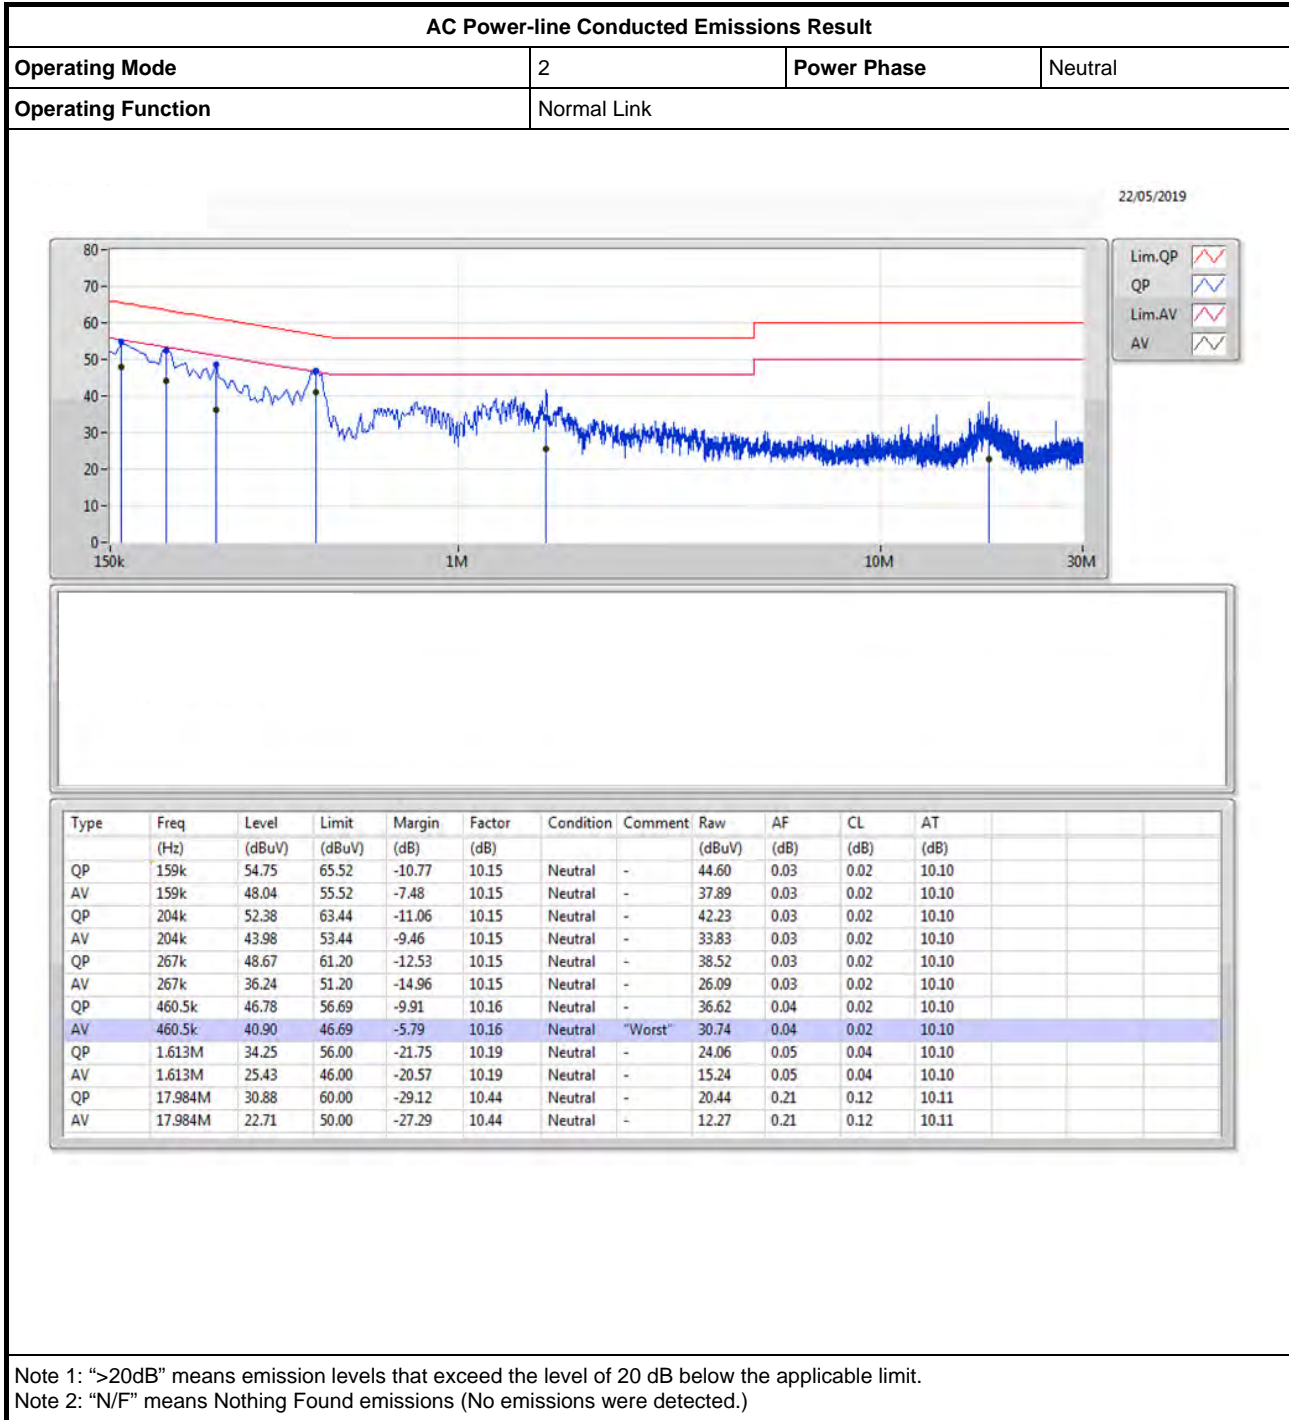 AC Power-line Conducted Emissions Result
Operating Mode 2 Power Phase Neutral
Operating Function Normal Link
22/05/2019
80
70
60
50
40
30
20
10
0
150k 1M 10M 30M
Lim.QP
QP
Lim.AV
AV
Type Freq Level Limit Margin Factor Condition Comment Raw AF CL AT
(Hz) (dBuV) (dBuV) (dB) (dB) (dBuV) (dB) (dB) (dB)
QP 159k 54.75 65.52 -10.77 10.15 Neutral - 44.60 0.03 0.02 10.10
AV 159k 48.04 55.52 -7.48 10.15 Neutral - 37.89 0.03 0.02 10.10
QP 204k 52.38 63.44 -11.06 10.15 Neutral - 42.23 0.03 0.02 10.10
AV 204k 43.98 53.44 -9.46 10.15 Neutral - 33.83 0.03 0.02 10.10
QP 267k 48.67 61.20 -12.53 10.15 Neutral - 38.52 0.03 0.02 10.10
AV 267k 36.24 51.20 -14.96 10.15 Neutral - 26.09 0.03 0.02 10.10
QP 460.5k 46.78 56.69 -9.91 10.16 Neutral - 36.62 0.04 0.02 10.10
AV 460.5k 40.90 46.69 -5.79 10.16 Neutral "Worst" 30.74 0.04 0.02 10.10
QP 1.613M 34.25 56.00 -21.75 10.19 Neutral - 24.06 0.05 0.04 10.10
AV 1.613M 25.43 46.00 -20.57 10.19 Neutral - 15.24 0.05 0.04 10.10
QP 17.984M 30.88 60.00 -29.12 10.44 Neutral - 20.44 0.21 0.12 10.11
AV 17.984M 22.71 50.00 -27.29 10.44 Neutral - 12.27 0.21 0.12 10.11
Note 1: “>20dB” means emission levels that exceed the level of 20 dB below the applicable limit.
Note 2: “N/F” means Nothing Found emissions (No emissions were detected.)